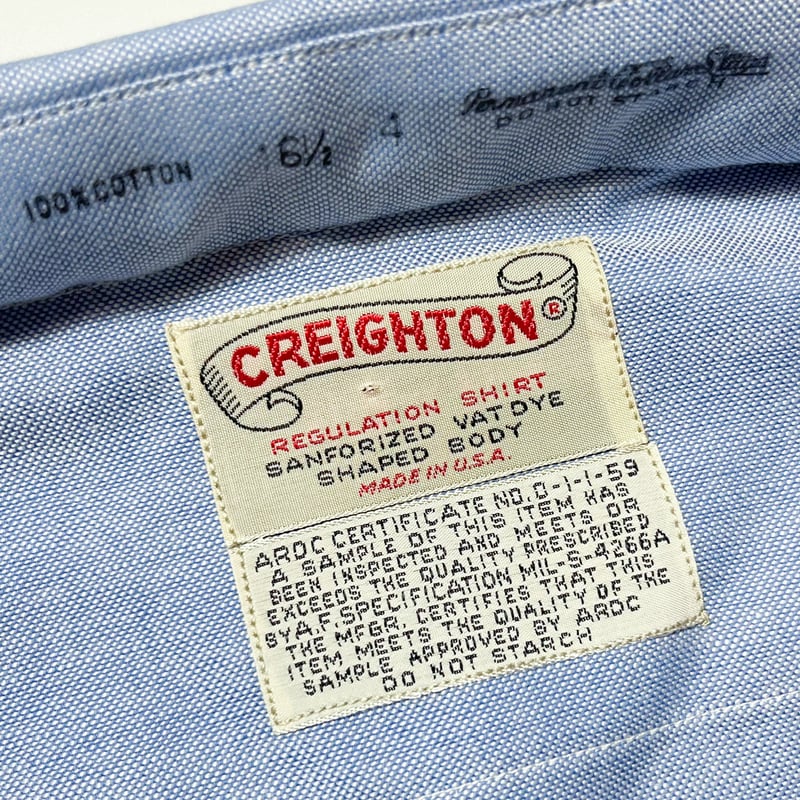 100% COTTON 16½ 4 Permanent Collar Stays
DO NOT STARCH
CREIGHTON ®
REGULATION SHIRT
SANFORIZED VAT DYE
SHAPED BODY
MADE IN U.S.A.
ARDC CERTIFICATE NO. D-1-1-59
A SAMPLE OF THIS ITEM HAS
BEEN INSPECTED AND MEETS OR
EXCEEDS THE QUALITY PRESCRIBED
BY A.F. SPECIFICATION MIL-S-4266A
THE MFGR. CERTIFIES THAT THIS
ITEM MEETS THE QUALITY OF THE
SAMPLE APPROVED BY ARDC
DO NOT STARCH